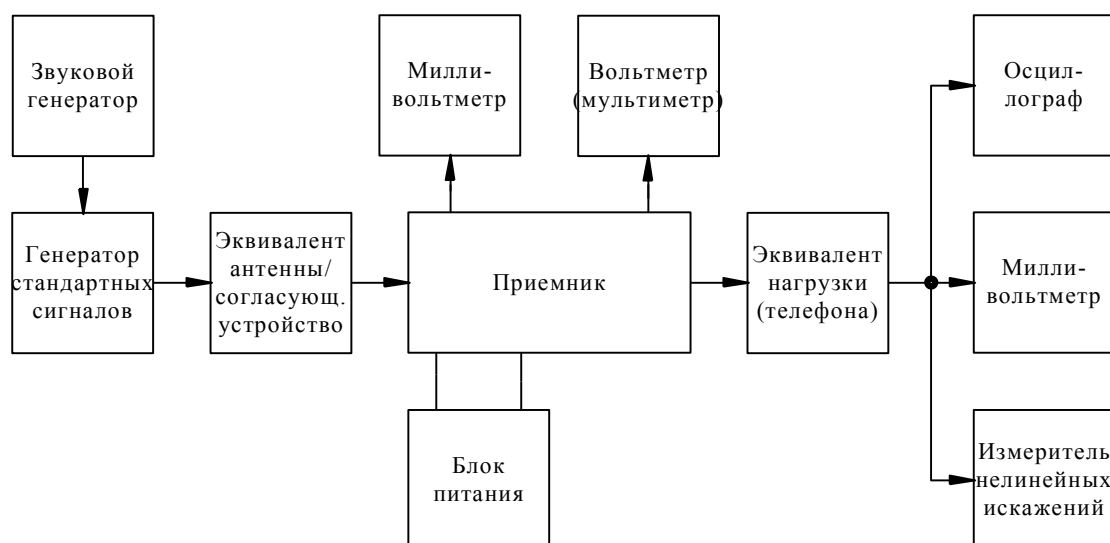 Звуковой
генератор
Милли-
вольтметр
Вольтметр
(мультиметр)
Осцил-
лограф
Генератор
стандартных
сигналов
Эквивалент
антенны/
согласующ.
устройство
Приемник
Эквивалент
нагрузки
(телефона)
Милли-
вольтметр
Блок
питания
Измеритель
нелинейных
искажений